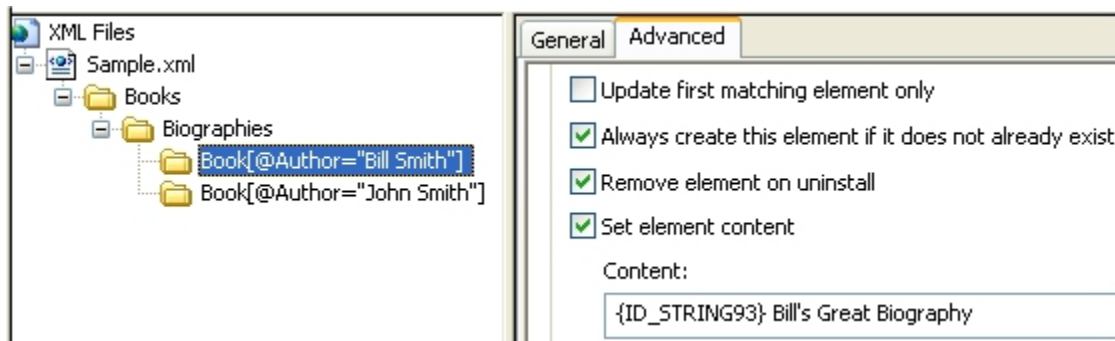 XML Files
Sample.xml
Books
Biographies
Book[@Author="Bill Smith"]
Book[@Author="John Smith"]
General
Advanced
Update first matching element only
Always create this element if it does not already exist
Remove element on uninstall
Set element content
Content:
{ID_STRING93} Bill's Great Biography